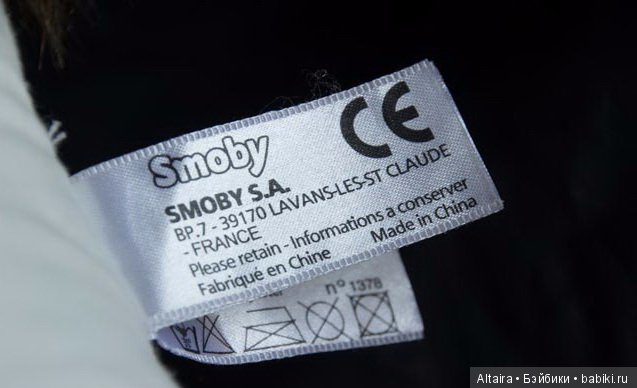 Smoby
CE
SMOBY S.A.
BP.7 - 39170 LAVANS-LES-ST CLAUDE
- FRANCE
Please retain - Informations a conserver
Fabriqué en Chine Made in China
nº 1378
Altaira • Бэйбики • babiki.ru